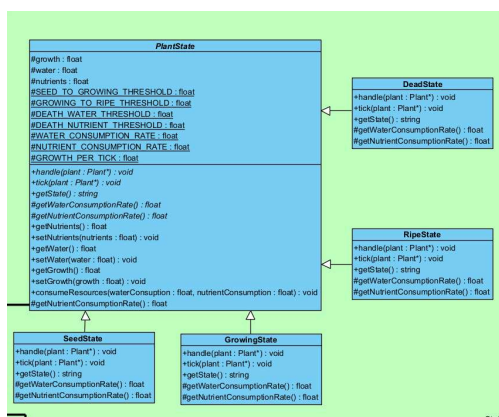 PlantState
#growth : float
#water : float
#nutrients : float
#SEED_TO_GROWING_THRESHOLD : float
#GROWING_TO_RIPE_THRESHOLD : float
#DEATH_WATER_THRESHOLD : float
#DEATH_NUTRIENT_THRESHOLD : float
#WATER_CONSUMPTION_RATE : float
#NUTRIENT_CONSUMPTION_RATE : float
#GROWTH_PER_TICK : float
+handle(plant : Plant*) : void
+tick(plant : Plant*) : void
+getState() : string
#getWaterConsumptionRate() : float
#getNutrientConsumptionRate() : float
+getNutrients() : float
+setNutrients(nutrients : float) : void
+getWater() : float
+setWater(water : float) : void
+getGrowth() : float
+setGrowth(growth : float) : void
+consumeResources(waterConsuption : float, nutrientConsumption : float) : void
#getNutrientConsumptionRate() : float
DeadState
+handle(plant : Plant*) : void
+tick(plant : Plant*) : void
+getState() : string
#getWaterConsumptionRate() : float
#getNutrientConsumptionRate() : float
RipeState
+handle(plant : Plant*) : void
+tick(plant : Plant*) : void
+getState() : string
#getWaterConsumptionRate() : float
#getNutrientConsumptionRate() : float
SeedState
+handle(plant : Plant*) : void
+tick(plant : Plant*) : void
+getState() : string
#getWaterConsumptionRate() : float
#getNutrientConsumptionRate() : float
GrowingState
+handle(plant : Plant*) : void
+tick(plant : Plant*) : void
+getState() : string
#getWaterConsumptionRate() : float
#getNutrientConsumptionRate() : float